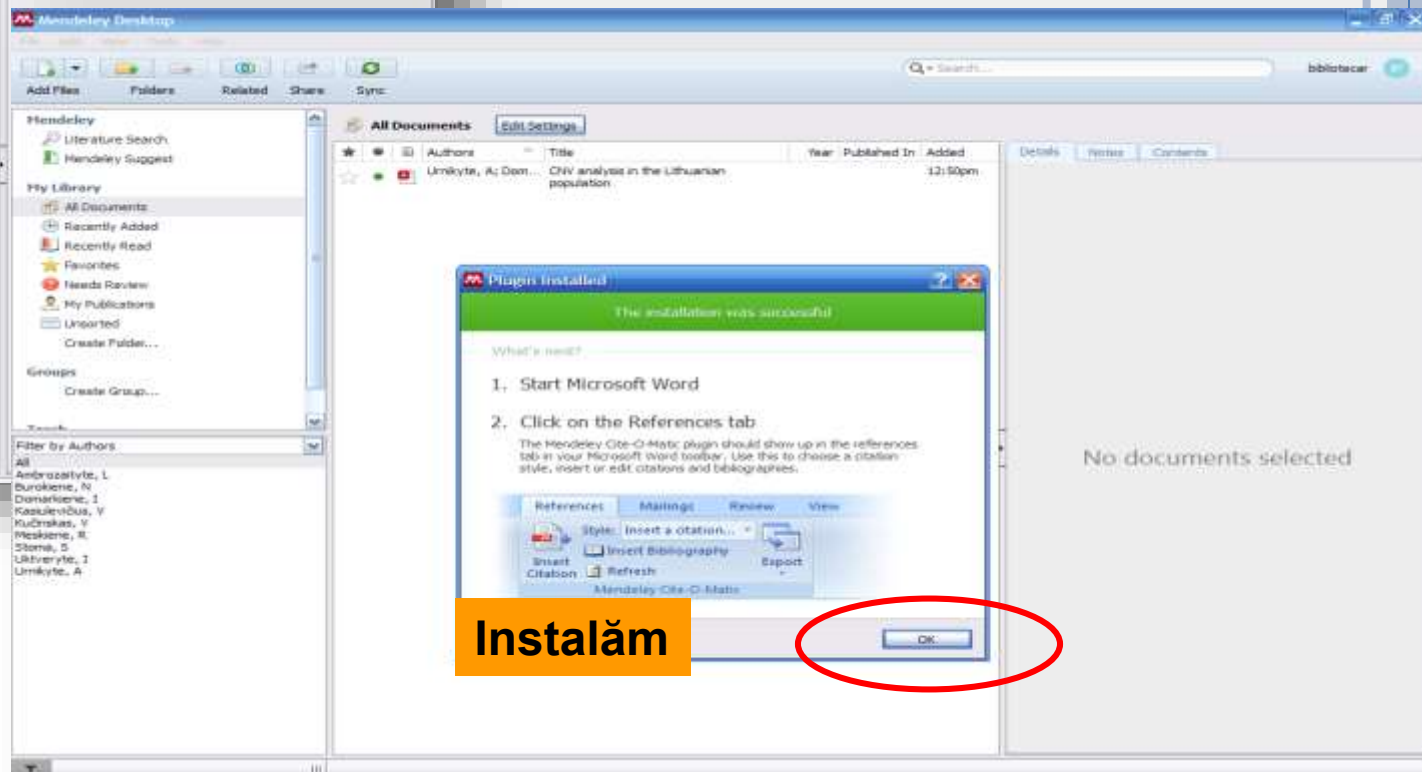 Mendeley Desktop
File Edit View Tools Help
Search...
bibliotecar
Add Files Folders Related Share Sync
Mendeley
Literature Search
Mendeley Suggest
My Library
All Documents
Recently Added
Recently Read
Favorites
Needs Review
My Publications
Unsorted
Create Folder...
Groups
Create Group...
Filter by Authors
All
Ambrozaityte, L
Burokiene, N
Domarkiene, I
Kasiulevičius, V
Kučinskas, V
Meskiene, R
Stoma, S
Uktveryte, I
Urnikyte, A
All Documents Edit Settings
Authors Title Year Published In Added
Urnikyte, A; Dom... CNV analysis in the Lithuanian 12:50pm
population
Details Notes Contents
No documents selected
Plugin Installed
The installation was successful
What's next?
1. Start Microsoft Word
2. Click on the References tab
The Mendeley Cite-O-Matic plugin should show up in the references
tab in your Microsoft Word toolbar. Use this to choose a citation
style, insert or edit citations and bibliographies.
References Mailings Review View
Style: Insert a citation...
Insert Bibliography
Insert
Citation
Refresh
Export
Mendeley Cite-O-Matic
Instalăm
OK